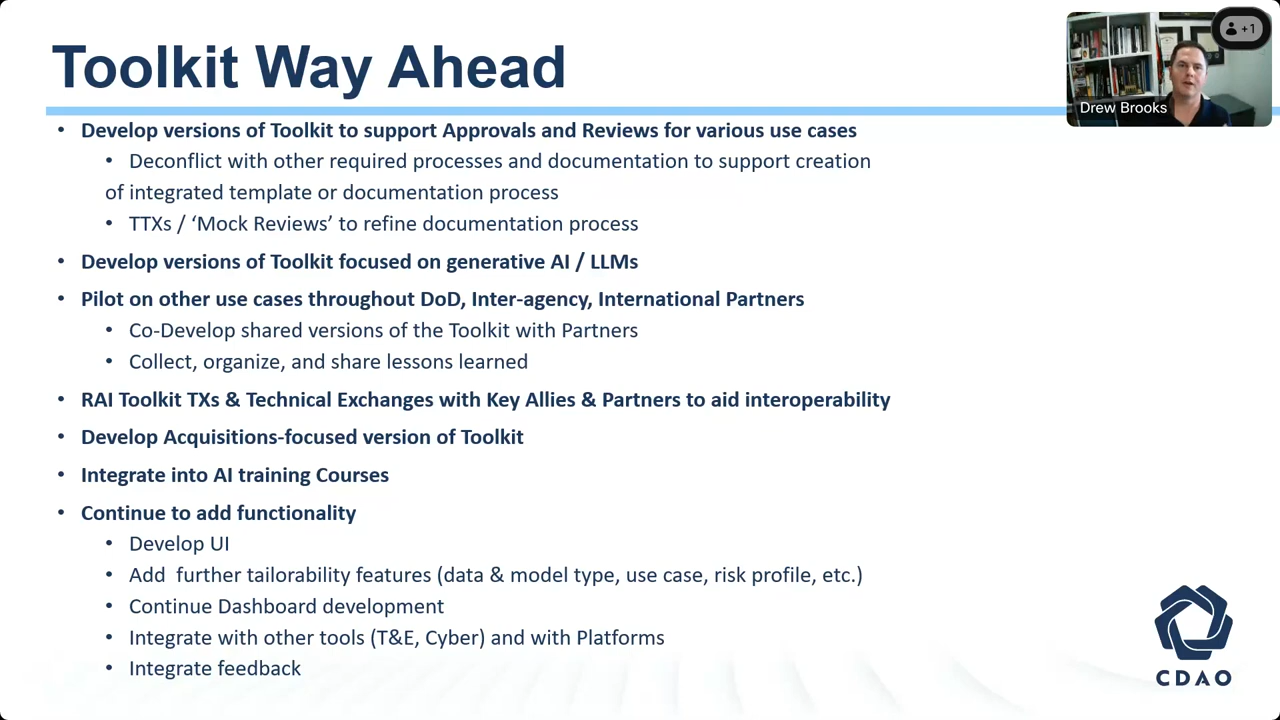 Toolkit Way Ahead
+1
Drew Brooks
• Develop versions of Toolkit to support Approvals and Reviews for various use cases
• Deconflict with other required processes and documentation to support creation
of integrated template or documentation process
• TTXs / ‘Mock Reviews’ to refine documentation process
• Develop versions of Toolkit focused on generative AI / LLMs
• Pilot on other use cases throughout DoD, Inter-agency, International Partners
• Co-Develop shared versions of the Toolkit with Partners
• Collect, organize, and share lessons learned
• RAI Toolkit TXs & Technical Exchanges with Key Allies & Partners to aid interoperability
• Develop Acquisitions-focused version of Toolkit
• Integrate into AI training Courses
• Continue to add functionality
• Develop UI
• Add  further tailorability features (data & model type, use case, risk profile, etc.)
• Continue Dashboard development
• Integrate with other tools (T&E, Cyber) and with Platforms
• Integrate feedback
CDAO